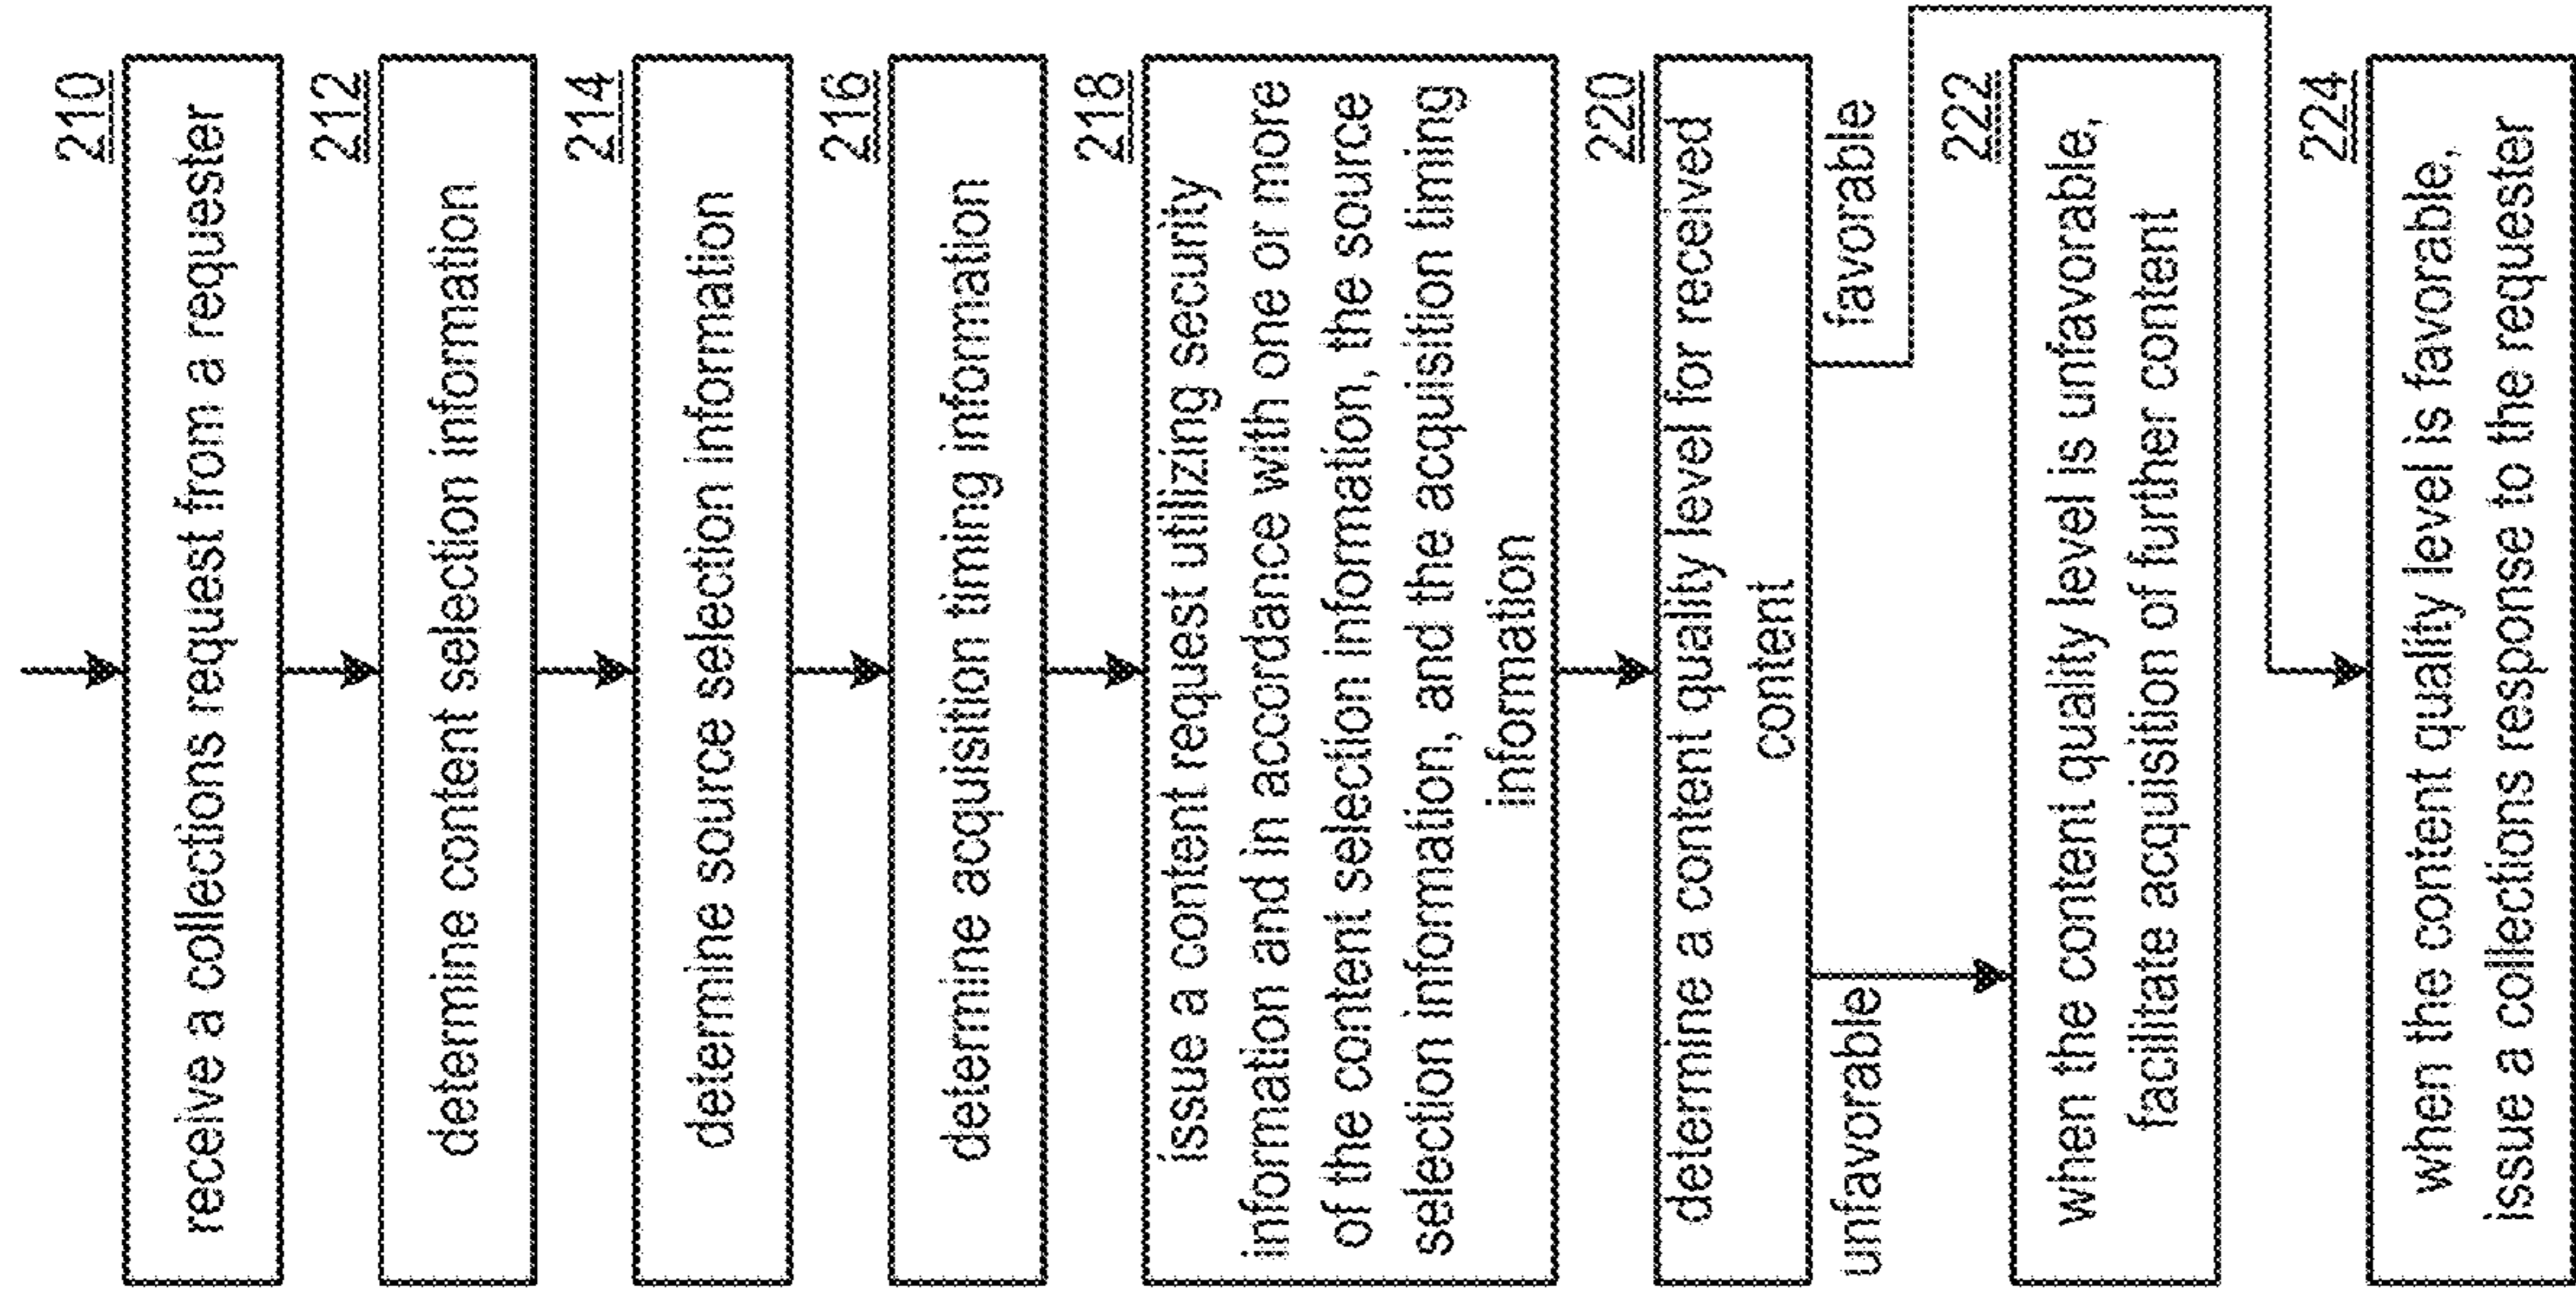 210
receive a collections request from a requester
212
determine content selection information
214
determine source selection information
216
determine acquisition timing information
218
issue a content request utilizing security
information and in accordance with one or more
of the content selection information, the source
selection information, and the acquisition timing
information
220
determine a content quality level for received
content
unfavorable
favorable
222
when the content quality level is unfavorable,
facilitate acquisition of further content
224
when the content quality level is favorable,
issue a collections response to the requester